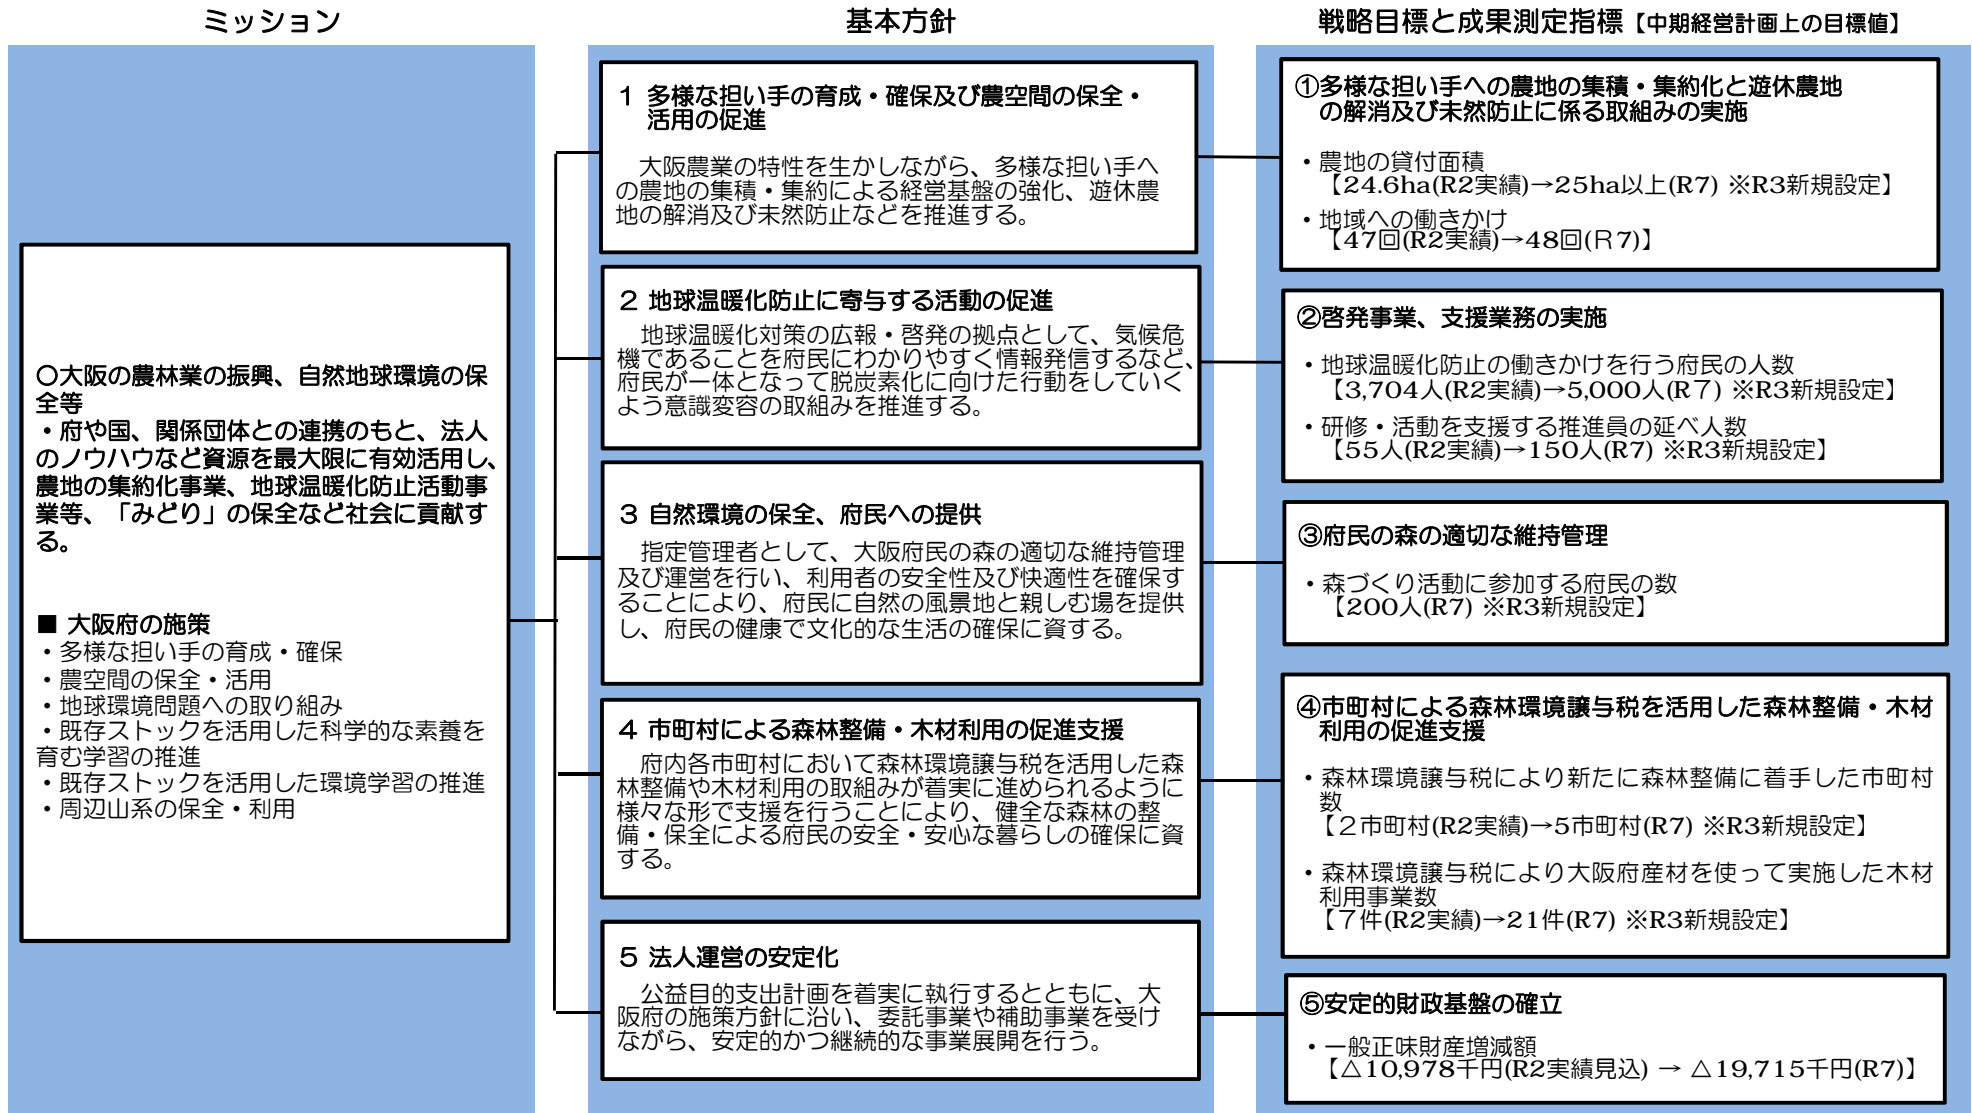 ミッション
○大阪の農林業の振興、自然地球環境の保
全等
・府や国、関係団体との連携のもと、法人
のノウハウなど資源を最大限に有効活用し、
農地の集約化事業、地球温暖化防止活動事
業等、「みどり」の保全など社会に貢献す
る。
■ 大阪府の施策
・多様な担い手の育成・確保
・農空間の保全・活用
・地球環境問題への取り組み
・既存ストックを活用した科学的な素養を
育む学習の推進
・既存ストックを活用した環境学習の推進
・周辺山系の保全・利用
基本方針
1 多様な担い手の育成・確保及び農空間の保全・
活用の促進
大阪農業の特性を生かしながら、多様な担い手へ
の農地の集積・集約による経営基盤の強化、遊休農
地の解消及び未然防止などを推進する。
2 地球温暖化防止に寄与する活動の促進
地球温暖化対策の広報・啓発の拠点として、気候危
機であることを府民にわかりやすく情報発信するなど、
府民が一体となって脱炭素化に向けた行動をしていく
よう意識変容の取組みを推進する。
3 自然環境の保全、府民への提供
指定管理者として、大阪府民の森の適切な維持管理
及び運営を行い、利用者の安全性及び快適性を確保す
ることにより、府民に自然の風景地と親しむ場を提供
し、府民の健康で文化的な生活の確保に資する。
4 市町村による森林整備・木材利用の促進支援
府内各市町村において森林環境譲与税を活用した森
林整備や木材利用の取組みが着実に進められるように
様々な形で支援を行うことにより、健全な森林の整
備・保全による府民の安全・安心な暮らしの確保に資
する。
5 法人運営の安定化
公益目的支出計画を着実に執行するとともに、大
阪府の施策方針に沿い、委託事業や補助事業を受け
ながら、安定的かつ継続的な事業展開を行う。
戦略目標と成果測定指標【中期経営計画上の目標値】
①多様な担い手への農地の集積・集約化と遊休農地
の解消及び未然防止に係る取組みの実施
・農地の貸付面積
【24.6ha(R2実績)→25ha以上(R7) ※R3新規設定】
・地域への働きかけ
【47回(R2実績)→48回(R7)】
②啓発事業、支援業務の実施
・地球温暖化防止の働きかけを行う府民の人数
【3,704人(R2実績)→5,000人(R7) ※R3新規設定】
・研修・活動を支援する推進員の延べ人数
【55人(R2実績)→150人(R7) ※R3新規設定】
③府民の森の適切な維持管理
・森づくり活動に参加する府民の数
【200人(R7) ※R3新規設定】
④市町村による森林環境譲与税を活用した森林整備・木材
利用の促進支援
・森林環境譲与税により新たに森林整備に着手した市町村
数
【2市町村(R2実績)→5市町村(R7) ※R3新規設定】
・森林環境譲与税により大阪府産材を使って実施した木材
利用事業数
【7件(R2実績)→21件(R7) ※R3新規設定】
⑤安定的財政基盤の確立
・一般正味財産増減額
【△10,978千円(R2実績見込) → △19,715千円(R7)】